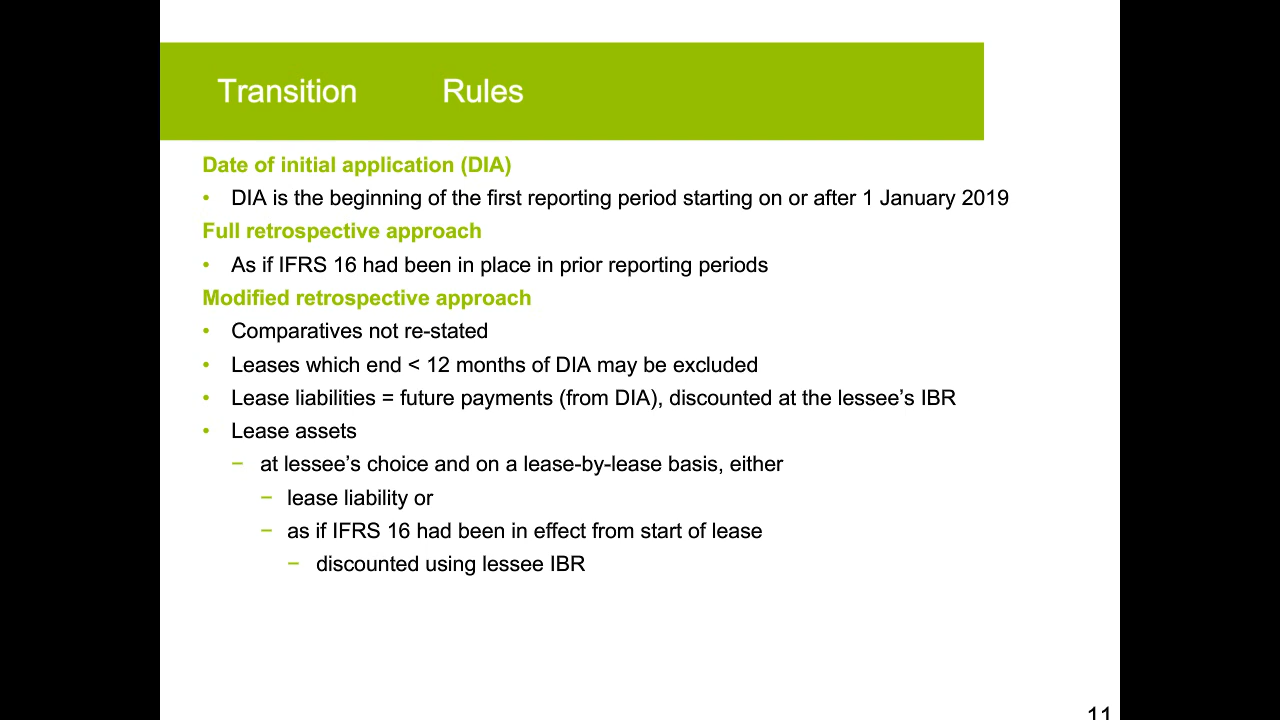 Transition Rules
Date of initial application (DIA)
• DIA is the beginning of the first reporting period starting on or after 1 January 2019
Full retrospective approach
• As if IFRS 16 had been in place in prior reporting periods
Modified retrospective approach
• Comparatives not re-stated
• Leases which end < 12 months of DIA may be excluded
• Lease liabilities = future payments (from DIA), discounted at the lessee’s IBR
• Lease assets
− at lessee’s choice and on a lease-by-lease basis, either
− lease liability or
− as if IFRS 16 had been in effect from start of lease
− discounted using lessee IBR
11